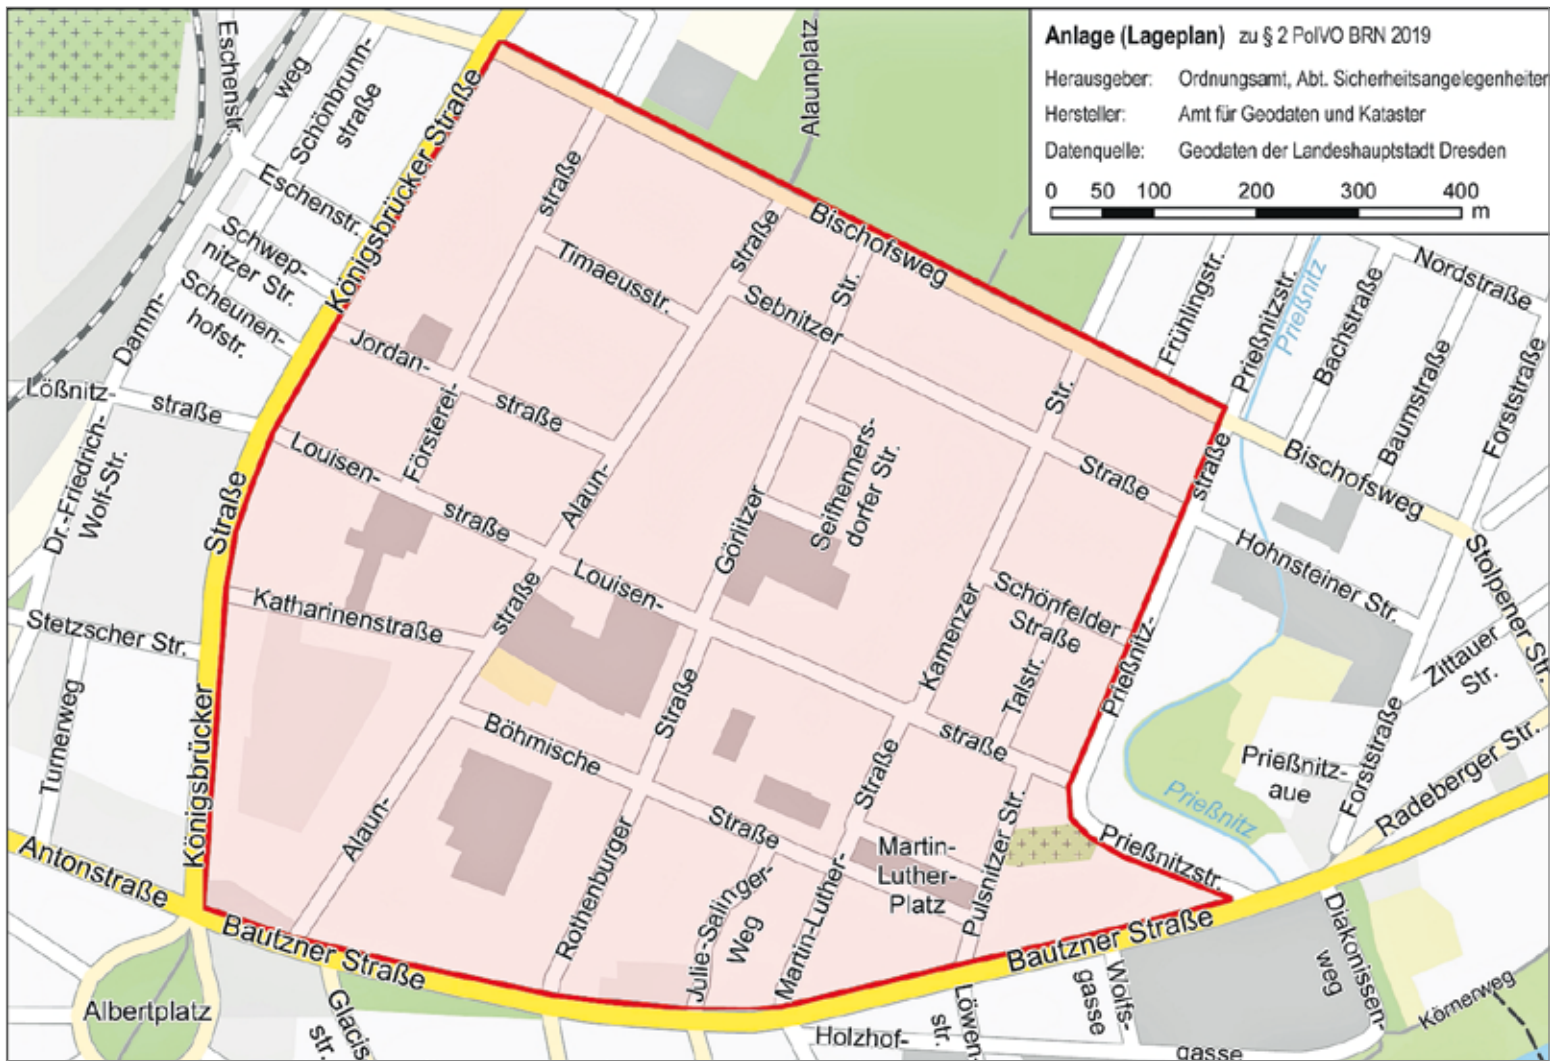 Anlage (Lageplan) zu § 2 PolVO BRN 2019
Herausgeber: Ordnungsamt, Abt. Sicherheitsangelegenheiten
Hersteller: Amt für Geodaten und Kataster
Datenquelle: Geodaten der Landeshauptstadt Dresden
0 50 100 200 300 400
m
Eschenstr.
weg
Schönbrunn-
straße
Königsbrücker Straße
Alaunplatz
Eschenstr.
Schwep-
nitzer Str.
Scheunen-
hofstr.
Damm-
straße
Timaeusstr.
straße
Bischofsweg
Str.
Sebnitzer
Frühlingstr.
Prießnitzstr.
Prießnitz
Bachstraße
Nordstraße
Baumstraße
Forststraße
Lößnitz-
straße
Jordan-
straße
Försterei-
Str.
Dr.-Friedrich-
Wolf-Str.
Straße
Louisen-
straße
Alaun-
Görlitzer
Seifhenners-
dorfer Str.
Straße
straße
Bischofsweg
Hohnsteiner Str.
Stolpener Str.
Stetzscher Str.
Katharinenstraße
straße
Louisen-
Kamenzer
Schönfelder
Straße
Talstr.
Prießnitz-
Zittauer
Str.
Turnerweg
Königsbrücker
Böhmische
Straße
straße
Straße
Prießnitz-
aue
Prießnitz
Forststraße
Radeberger Str.
Antonstraße
Alaun-
Rothenburger
Straße
Julie-Salinger-
Weg
Martin-Luther-
Martin-
Luther-
Platz
Pulsnitzer Str.
Prießnitzstr.
Bautzner Straße
Bautzner Straße
Diakonissen-
weg
Albertplatz
Glacis-
str.
Holzhof-
gasse
Löwen-
str.
Wolfs-
gasse
Körnerweg